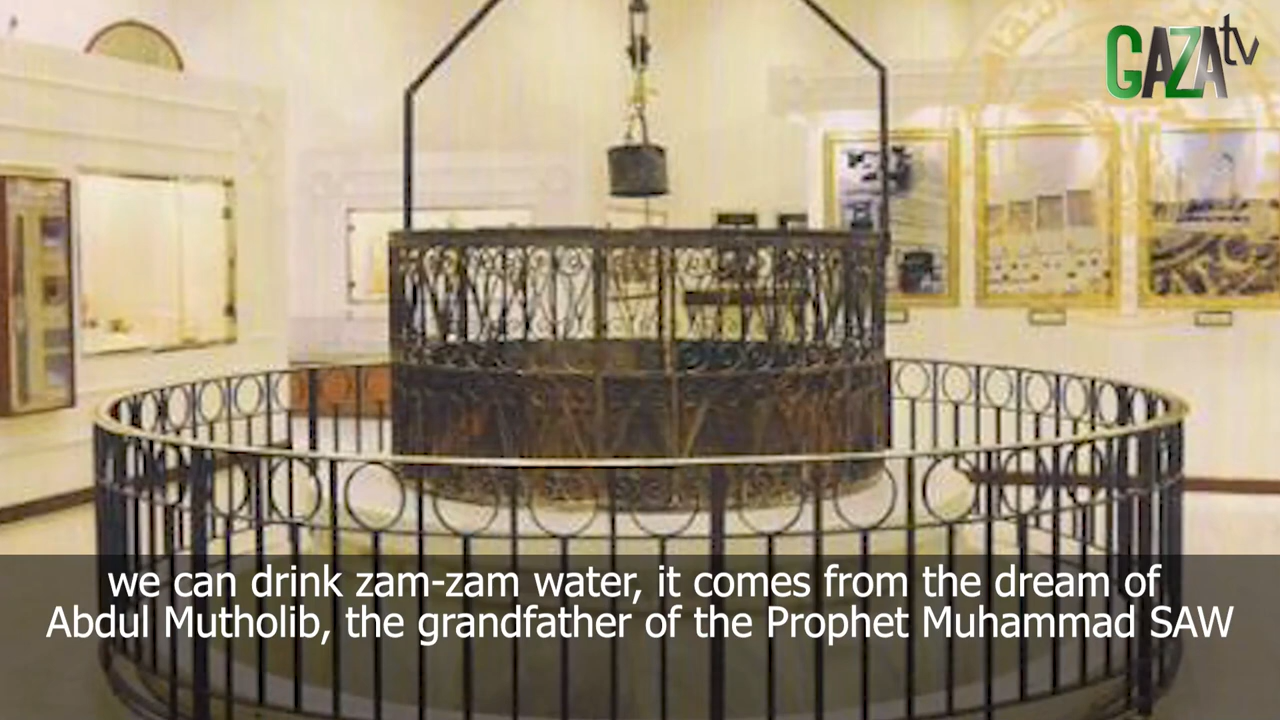 GAZAtv
we can drink zam-zam water, it comes from the dream of
Abdul Mutholib, the grandfather of the Prophet Muhammad SAW